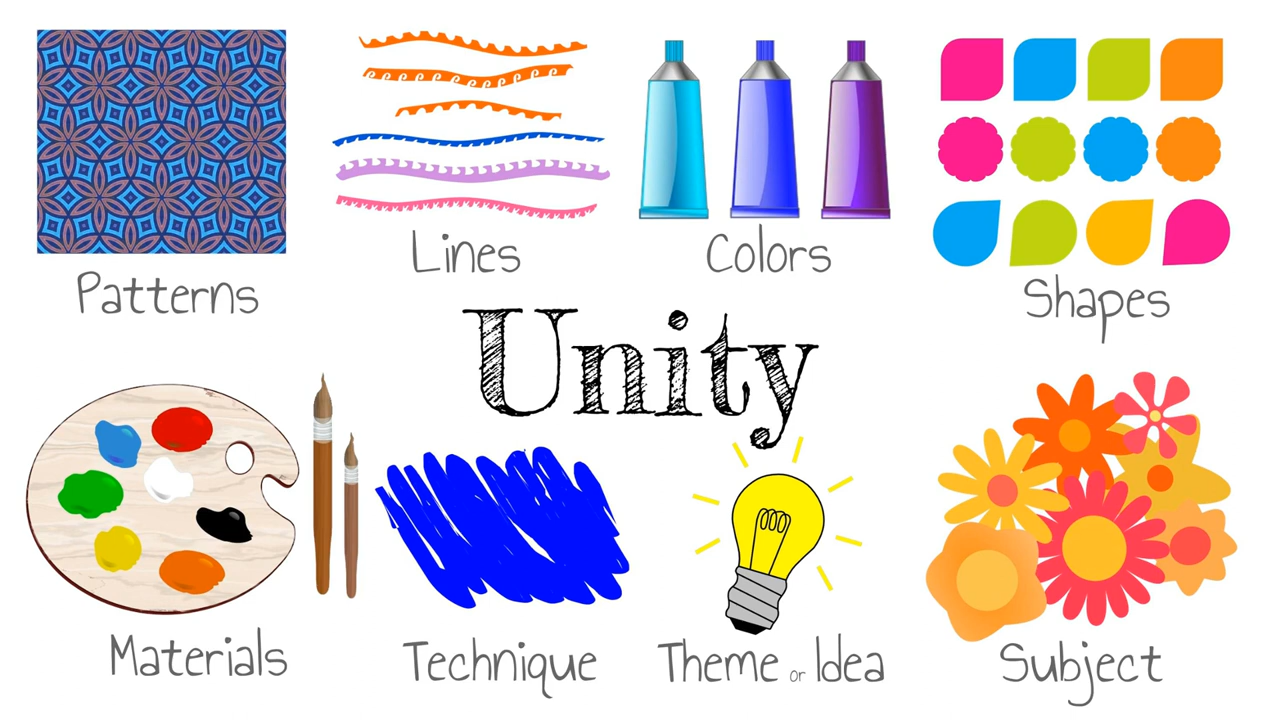 Patterns
Lines
Colors
Shapes
Unity
Materials
Technique
Theme or Idea
Subject